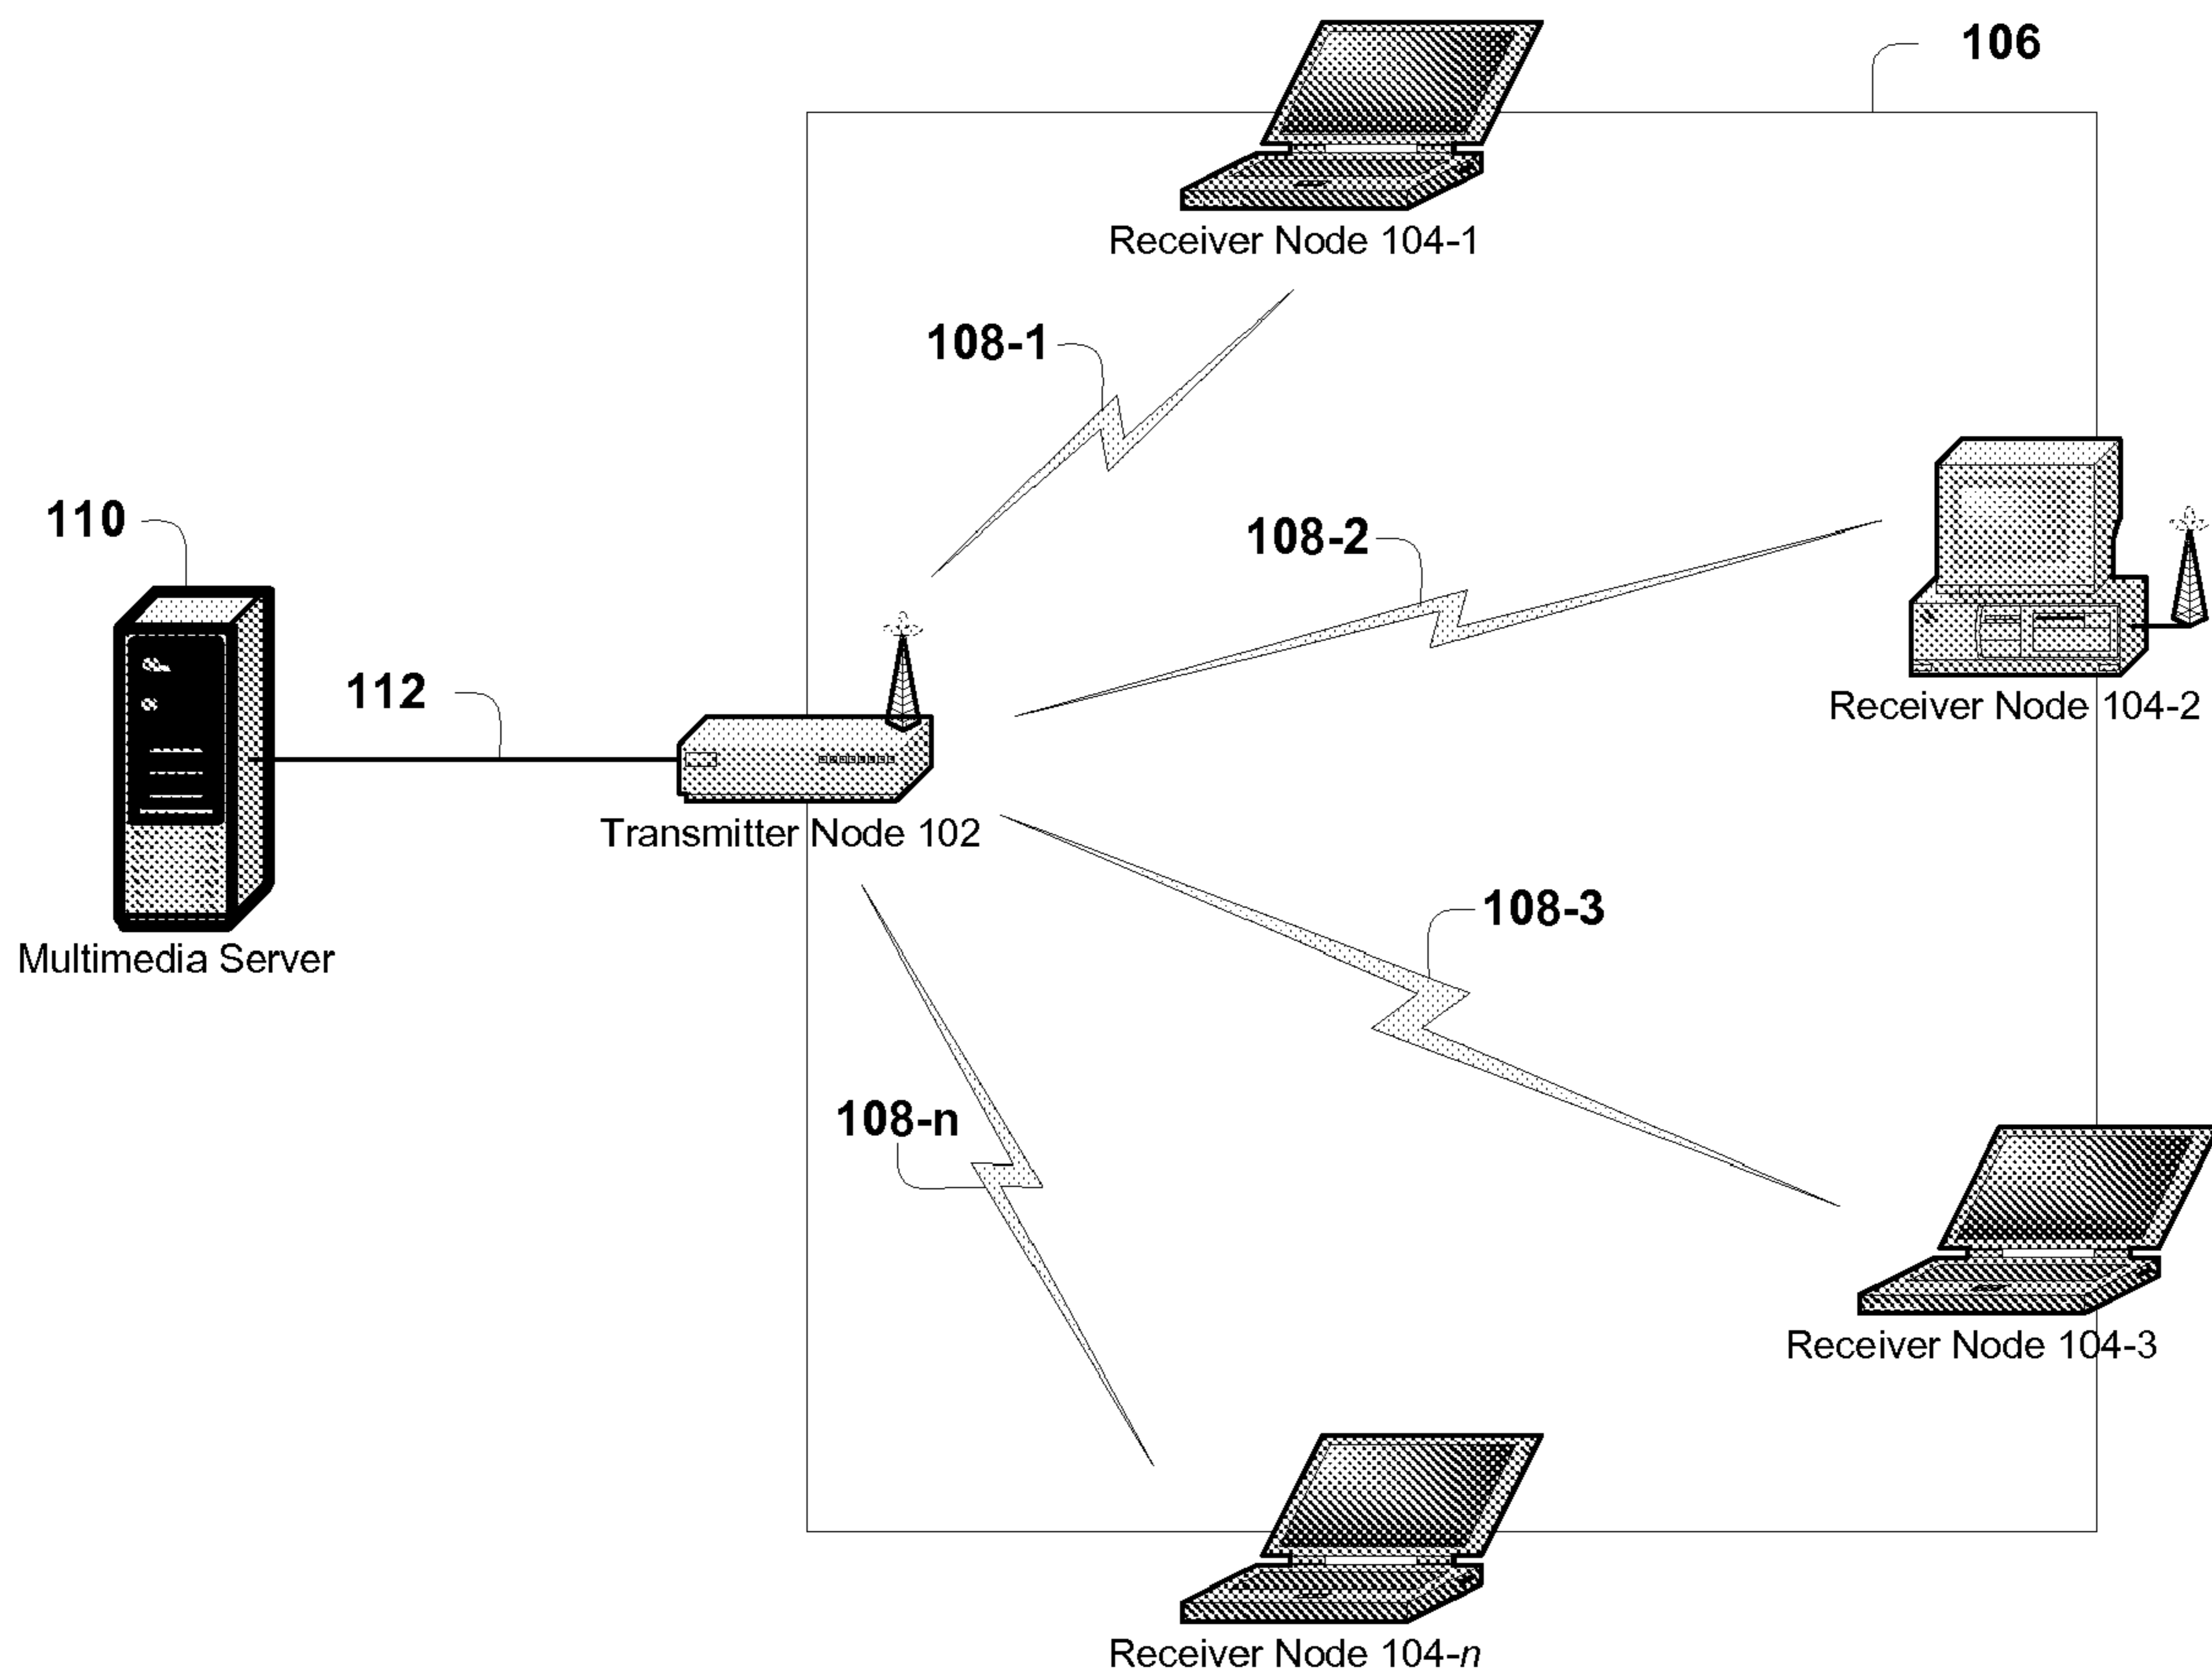 106
Receiver Node 104-1
108-1
110
108-2
112
Receiver Node 104-2
Transmitter Node 102
108-3
Multimedia Server
108-n
Receiver Node 104-3
Receiver Node 104-n